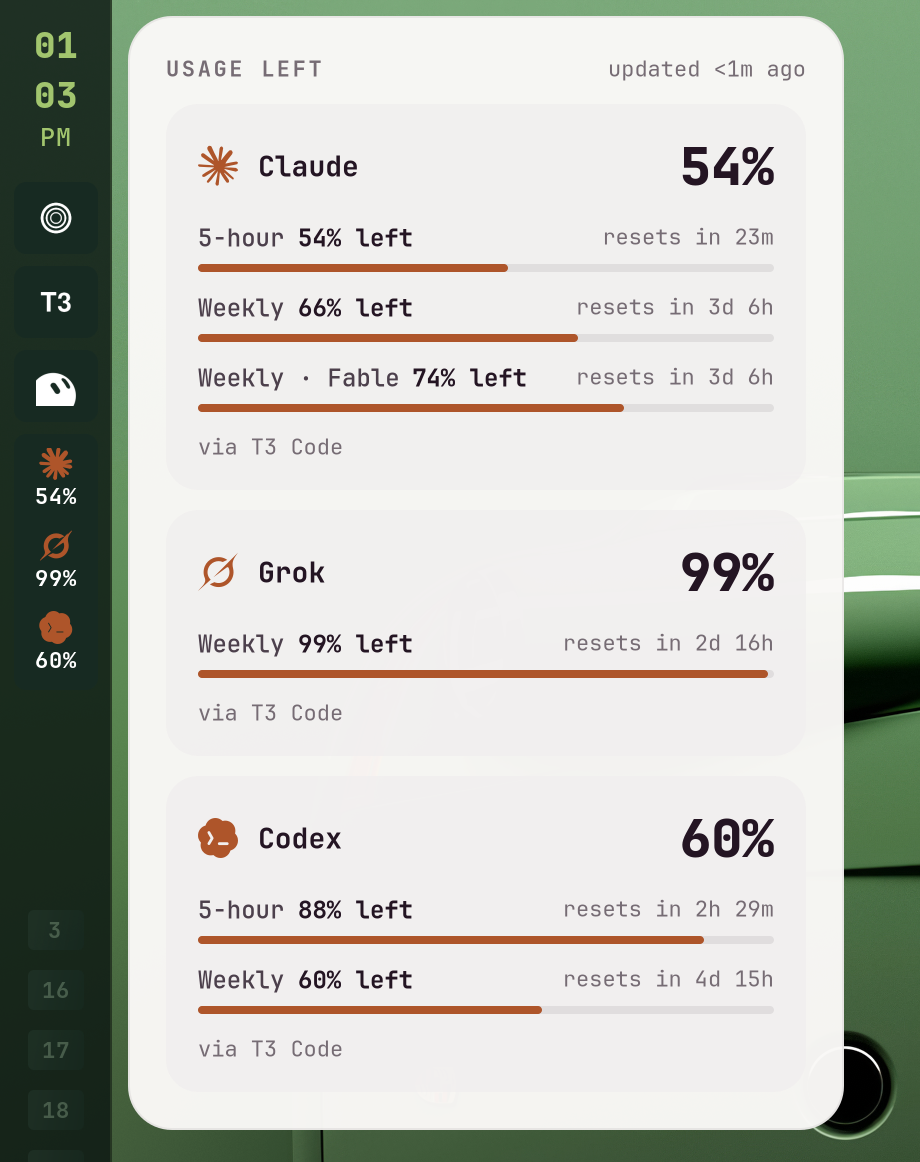 01
03
PM
T3
54%
99%
60%
3
16
17
18
USAGE LEFT updated <1m ago
Claude 54%
5-hour 54% left resets in 23m
Weekly 66% left resets in 3d 6h
Weekly · Fable 74% left resets in 3d 6h
via T3 Code
Grok 99%
Weekly 99% left resets in 2d 16h
via T3 Code
Codex 60%
5-hour 88% left resets in 2h 29m
Weekly 60% left resets in 4d 15h
via T3 Code